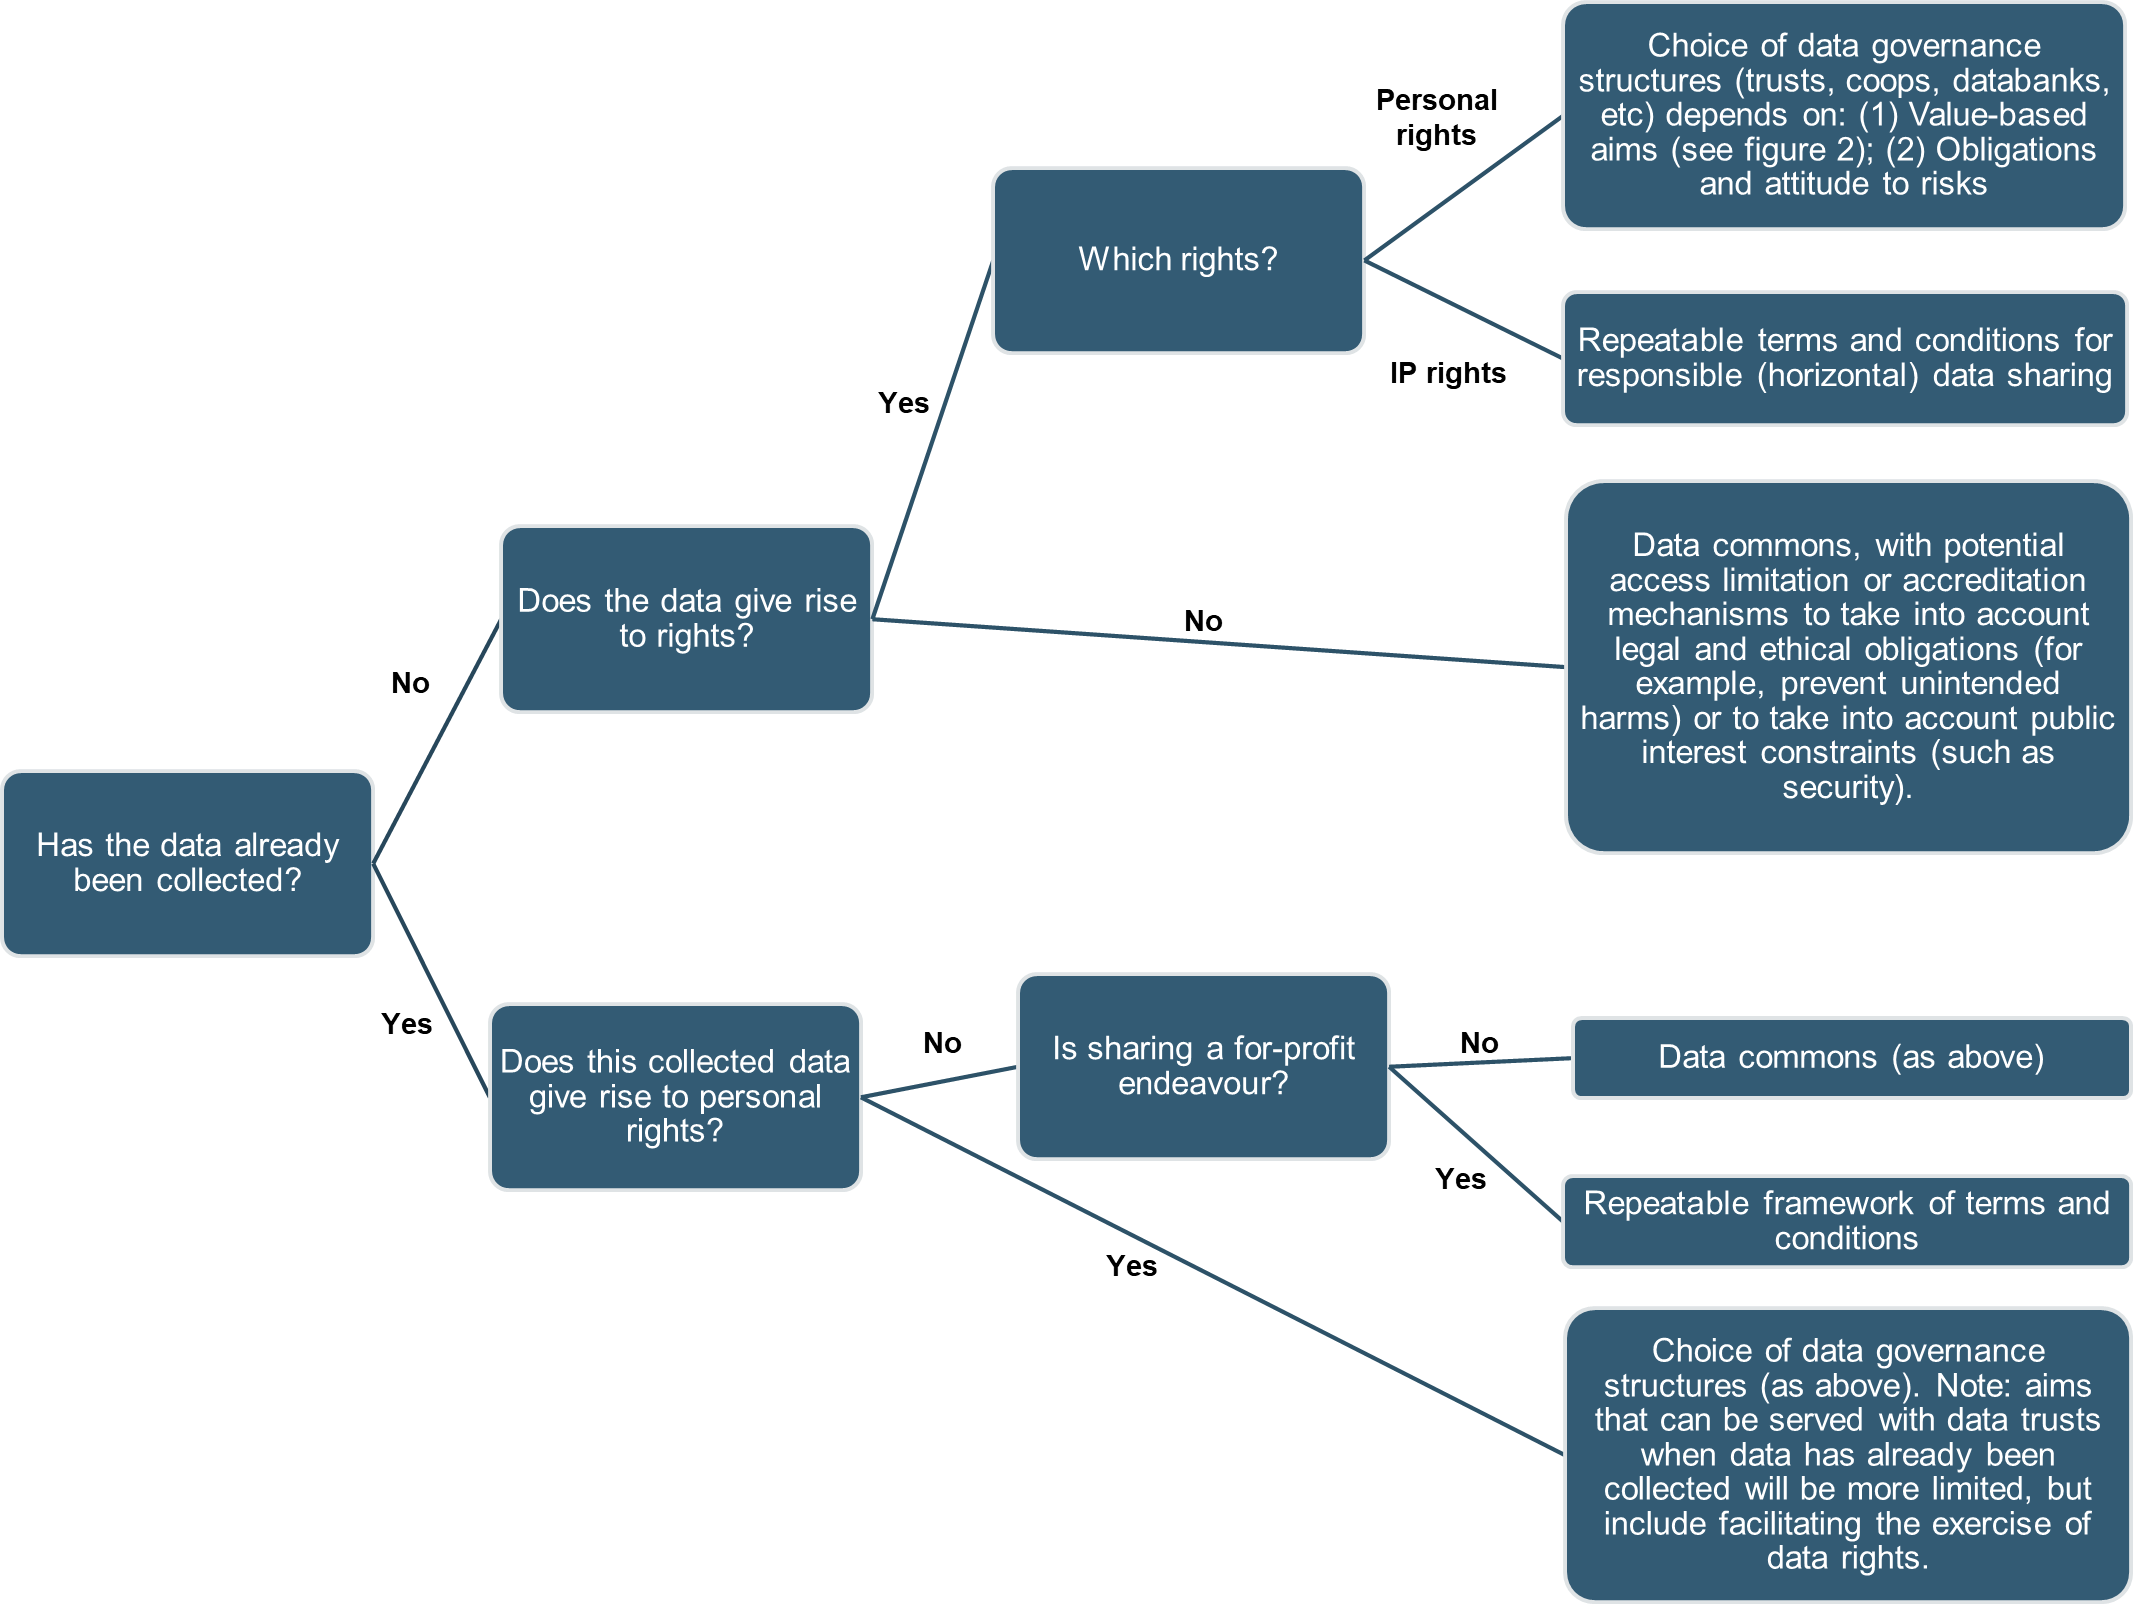 Choice of data governance
structures (trusts, coops, databanks,
etc) depends on: (1) Value-based
aims (see figure 2); (2) Obligations
and attitude to risks
Personal
rights
Which rights?
Repeatable terms and conditions for
responsible (horizontal) data sharing
IP rights
Yes
Does the data give rise
to rights?
No
Data commons, with potential
access limitation or accreditation
mechanisms to take into account
legal and ethical obligations (for
example, prevent unintended
harms) or to take into account public
interest constraints (such as
security).
No
Has the data already
been collected?
Yes
Does this collected data
give rise to personal
rights?
No
Is sharing a for-profit
endeavour?
No
Data commons (as above)
Yes
Repeatable framework of terms and
conditions
Yes
Choice of data governance
structures (as above). Note: aims
that can be served with data trusts
when data has already been
collected will be more limited, but
include facilitating the exercise of
data rights.